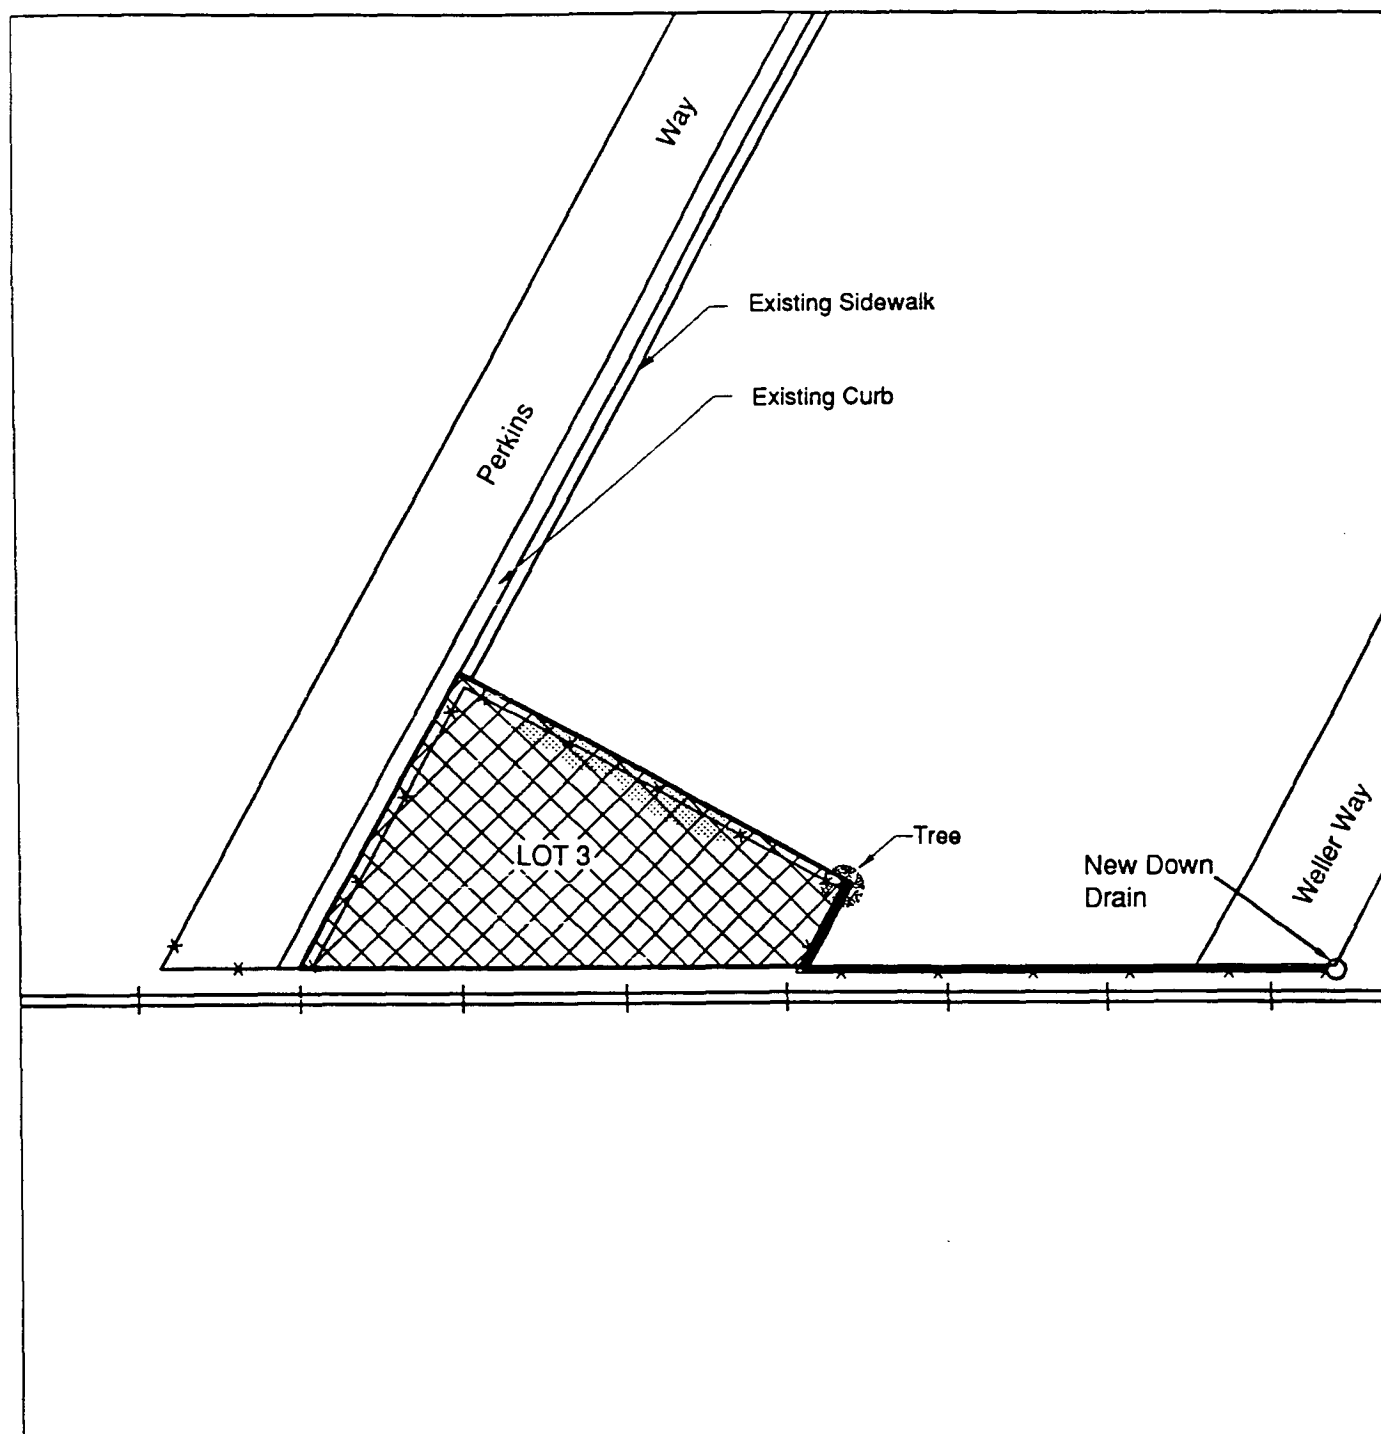 Way
Existing Sidewalk
Existing Curb
Perkins
Tree
LOT 3
New Down
Drain
Weller Way